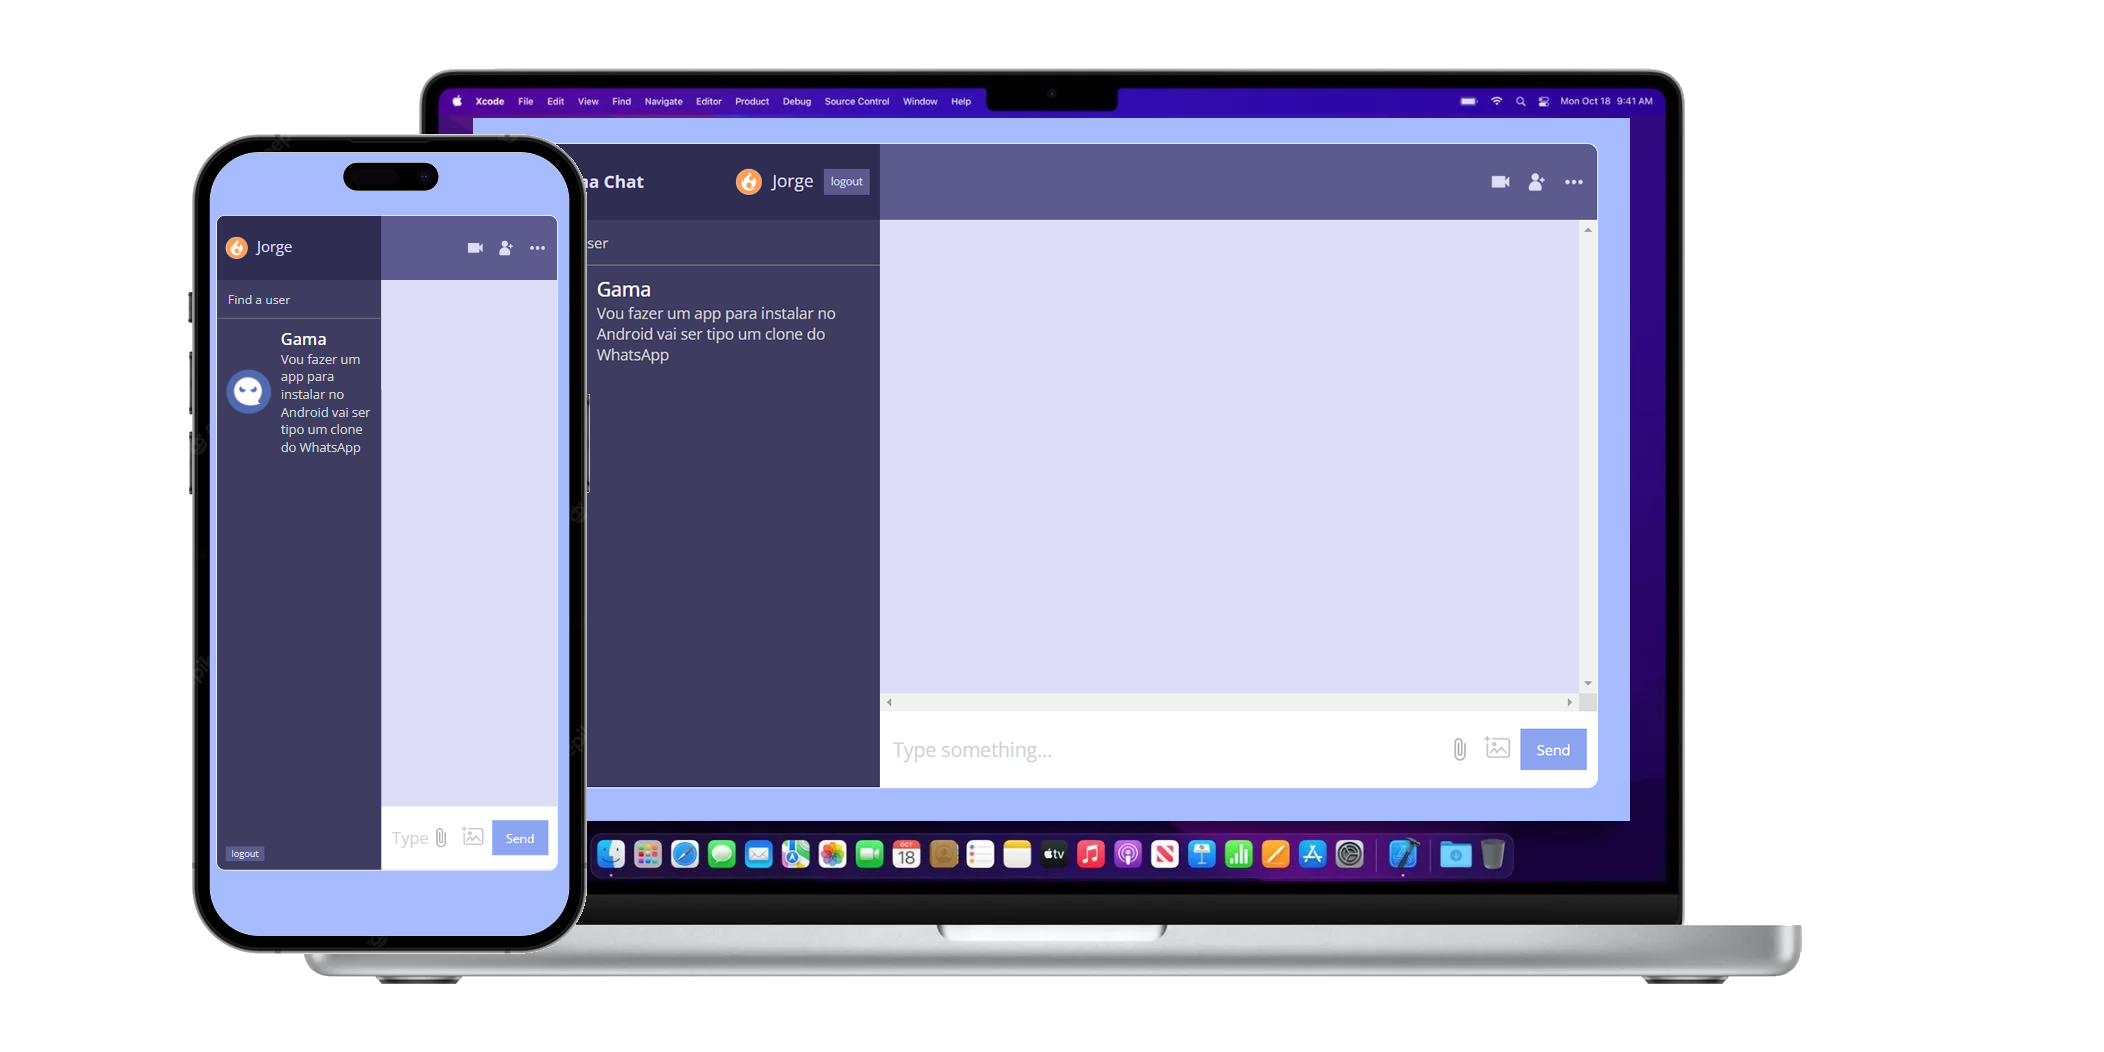 Xcode File Edit View Find Navigate Editor Product Debug Source Control Window Help
Mon Oct 18 9:41 AM
Jorge
Find a user
Gama
Vou fazer um
app para
instalar no
Android vai ser
tipo um clone
do WhatsApp
logout
Type
Send
na Chat
Jorge
logout
ser
Gama
Vou fazer um app para instalar no
Android vai ser tipo um clone do
WhatsApp
Type something...
Send
OCT
18
tv